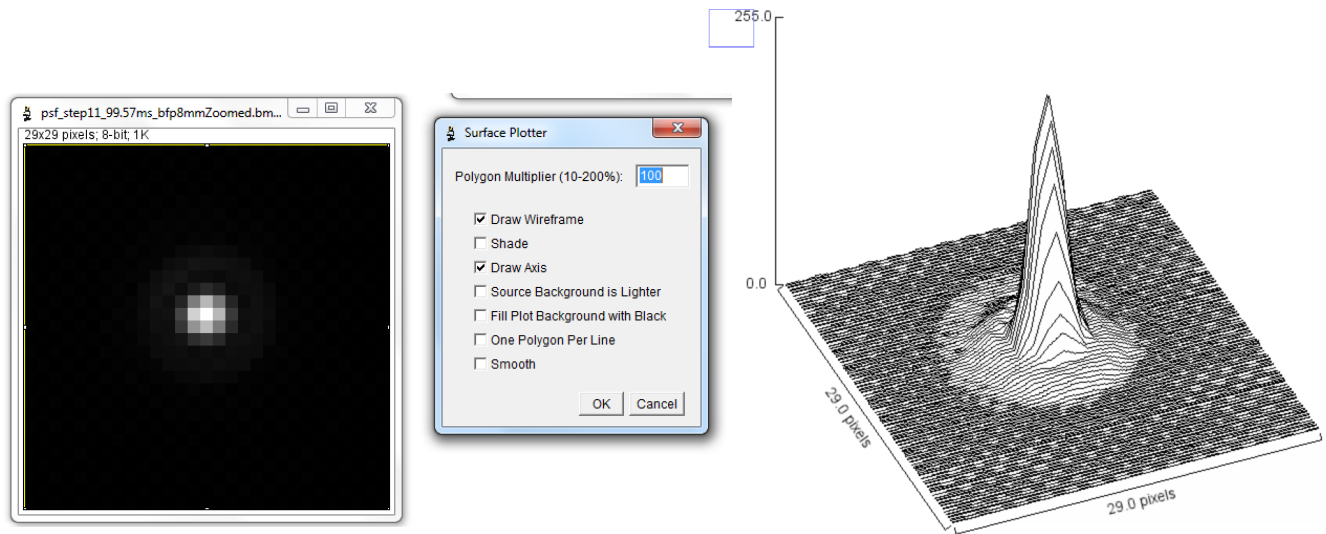 psf_step11_99.57ms_bfp8mmZoomed.bm...
29x29 pixels; 8-bit; 1K
Surface Plotter
Polygon Multiplier (10-200%): 100
Draw Wireframe
Shade
Draw Axis
Source Background is Lighter
Fill Plot Background with Black
One Polygon Per Line
Smooth
OK Cancel
255.0
0.0
29.0 pixels
29.0 pixels